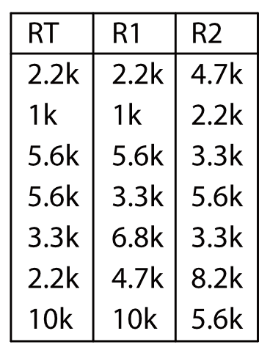 RT R1 R2
2.2k 2.2k 4.7k
1k 1k 2.2k
5.6k 5.6k 3.3k
5.6k 3.3k 5.6k
3.3k 6.8k 3.3k
2.2k 4.7k 8.2k
10k 10k 5.6k